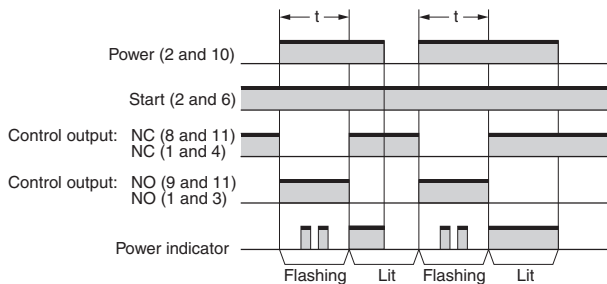 t t
Power (2 and 10)
Start (2 and 6)
Control output: NC (8 and 11)
NC (1 and 4)
Control output: NO (9 and 11)
NO (1 and 3)
Power indicator
Flashing Lit Flashing Lit